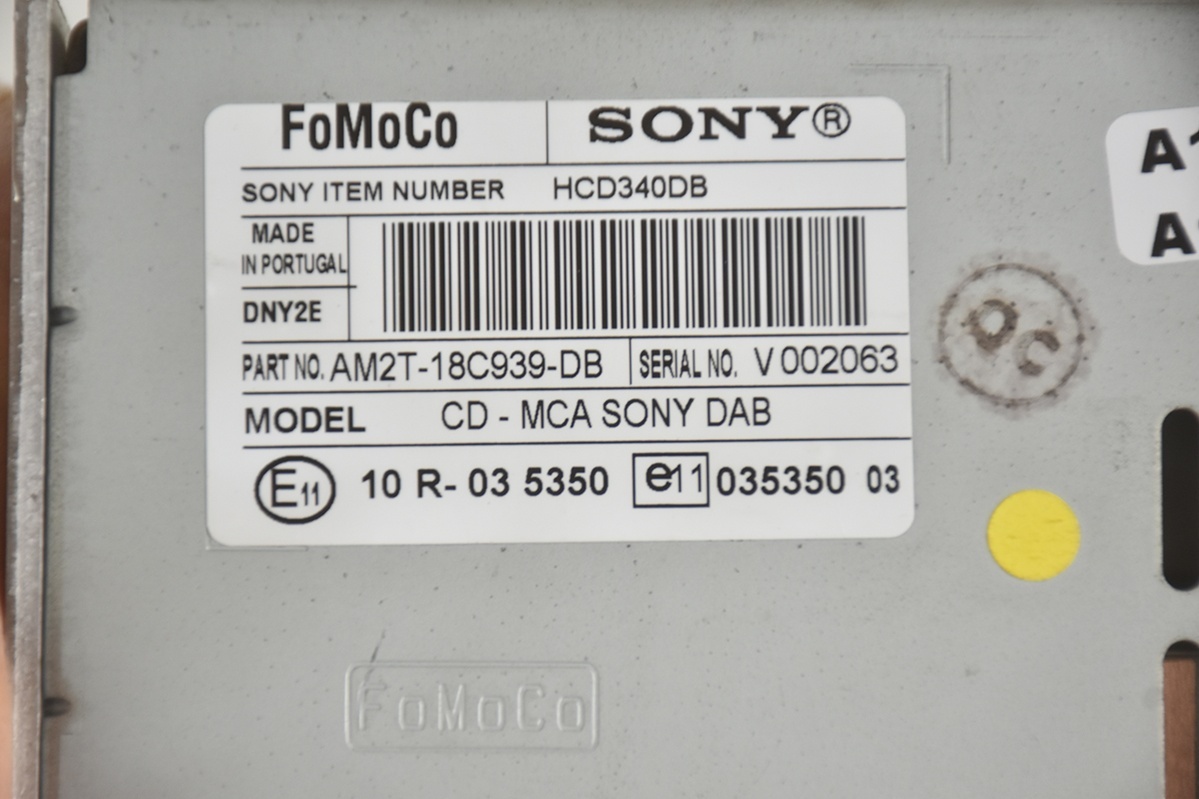 FoMoCo SONY®
SONY ITEM NUMBER HCD340DB
MADE
IN PORTUGAL
DNY2E
PART NO. AM2T-18C939-DB SERIAL NO. V 002063
MODEL CD - MCA SONY DAB
E11 10 R- 03 5350 e11 035350 03
QC
FoMoCo